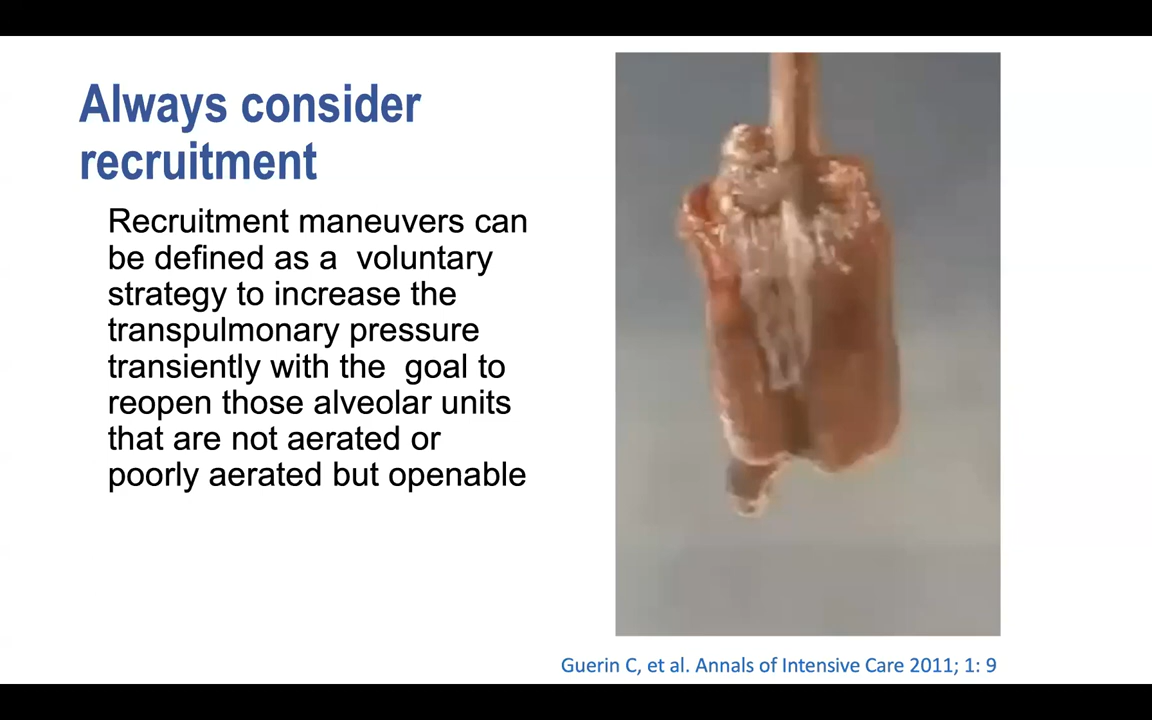 Always consider
recruitment
Recruitment maneuvers can
be defined as a  voluntary
strategy to increase the
transpulmonary pressure
transiently with the  goal to
reopen those alveolar units
that are not aerated or
poorly aerated but openable
Guerin C, et al. Annals of Intensive Care 2011; 1: 9